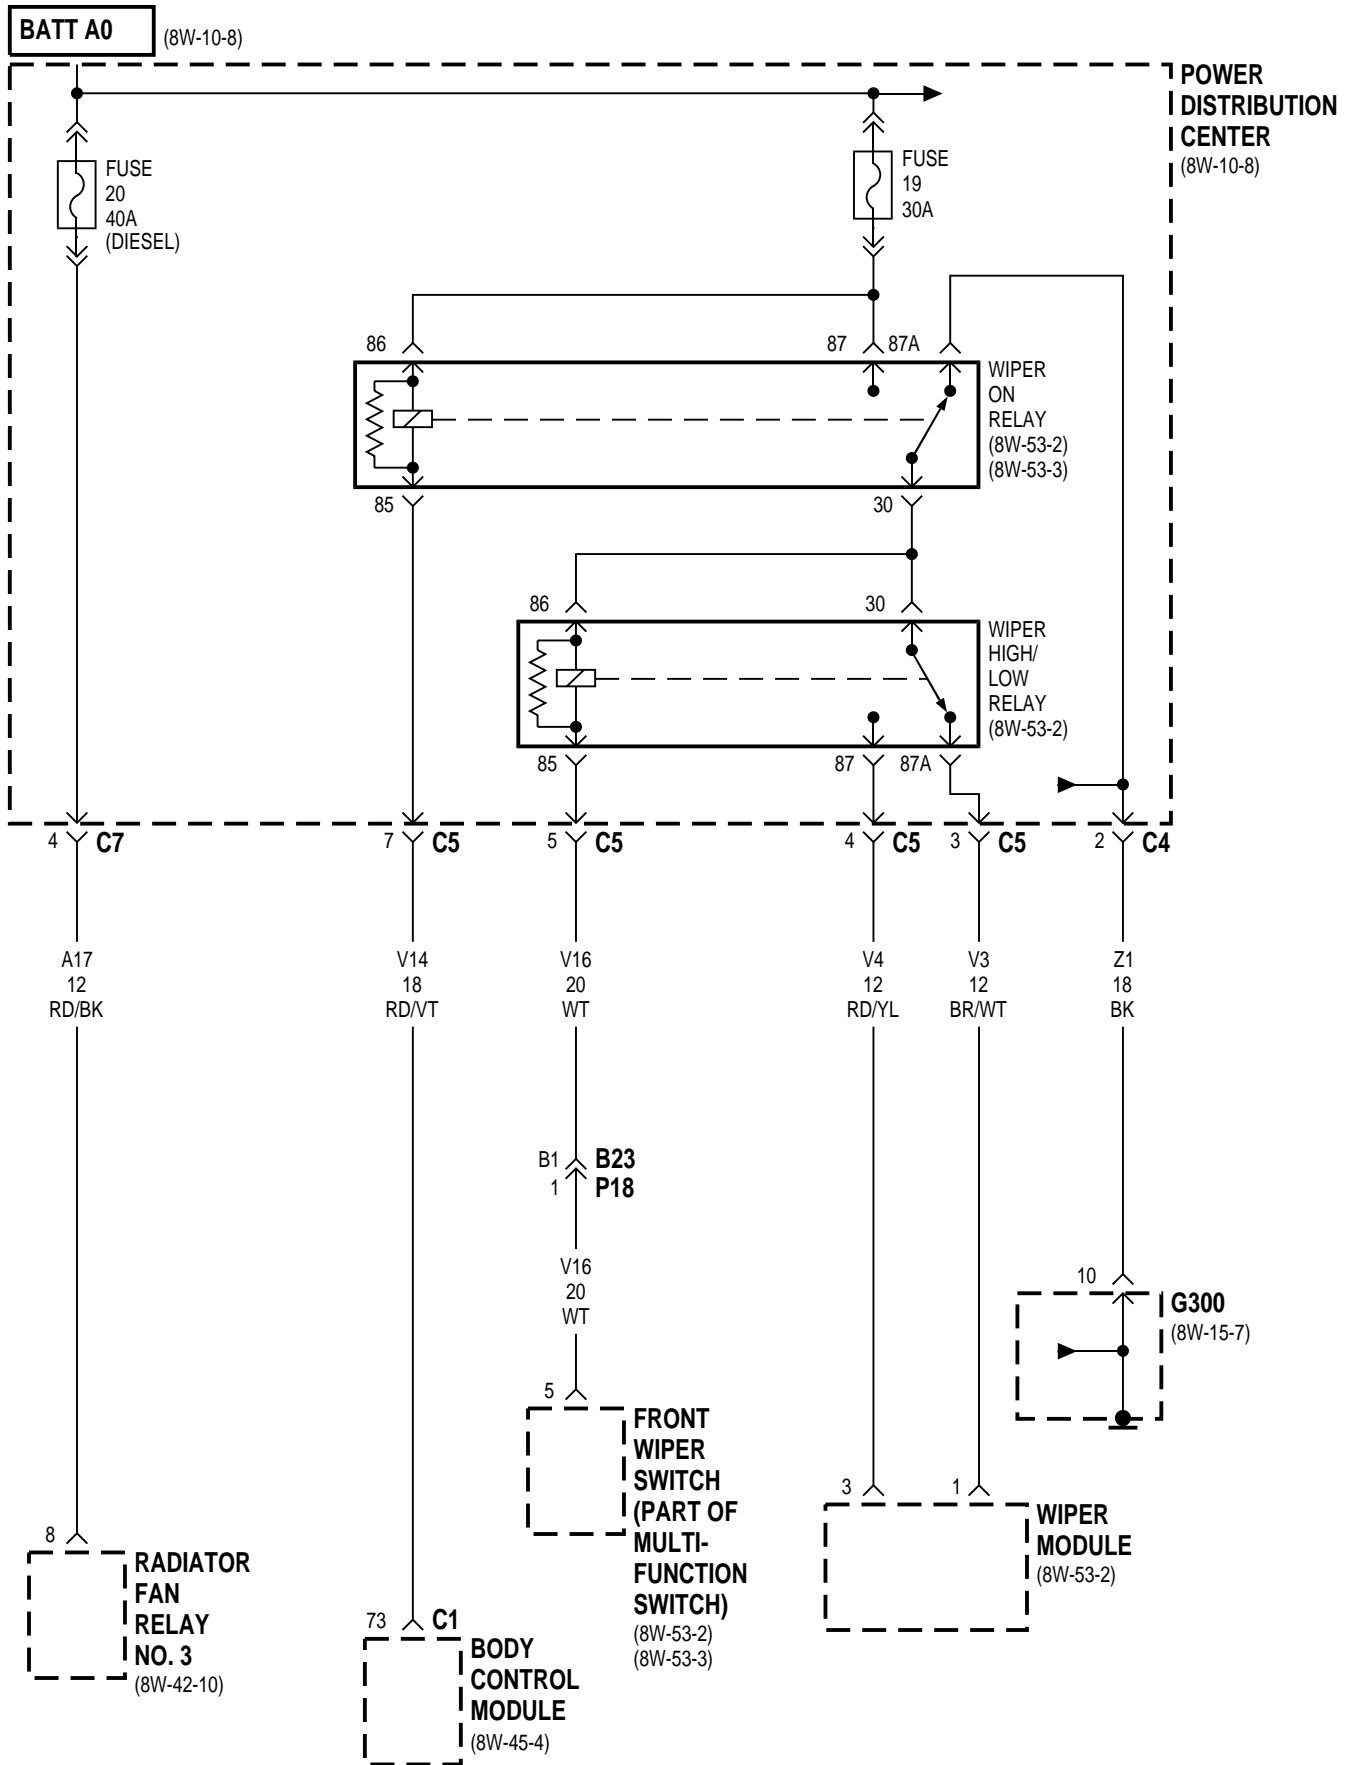 BATT A0
(8W-10-8)
POWER
DISTRIBUTION
CENTER
(8W-10-8)
FUSE
20
40A
(DIESEL)
FUSE
19
30A
86
87
87A
WIPER
ON
RELAY
(8W-53-2)
(8W-53-3)
85
30
86
30
WIPER
HIGH/
LOW
RELAY
(8W-53-2)
85
87
87A
4 C7
7 C5
5 C5
4 C5
3 C5
2 C4
A17
12
RD/BK
V14
18
RD/VT
V16
20
WT
V4
12
RD/YL
V3
12
BR/WT
Z1
18
BK
B1 B23
1 P18
V16
20
WT
10
G300
(8W-15-7)
5
FRONT
WIPER
SWITCH
(PART OF
MULTI-
FUNCTION
SWITCH)
(8W-53-2)
(8W-53-3)
3
1
WIPER
MODULE
(8W-53-2)
8
RADIATOR
FAN
RELAY
NO. 3
(8W-42-10)
73 C1
BODY
CONTROL
MODULE
(8W-45-4)